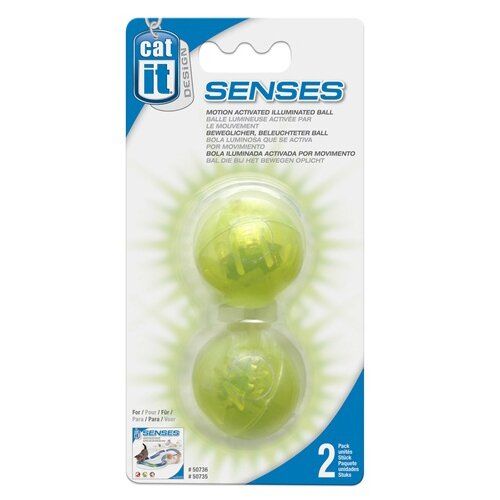 cat
it
DESIGN
SENSES
MOTION ACTIVATED ILLUMINATED BALL
BALLE LUMINEUSE ACTIVÉE PAR
LE MOUVEMENT
BEWEGLICHER, BELEUCHTETER BALL
BOLA LUMINOSA QUE SE ACTIVA
POR MOVIMIENTO
BOLA ILUMINADA ACTIVADA POR MOVIMENTO
BAL DIE BIJ HET BEWEGEN OPLICHT
For / Pour / Für /
Para / Para / Voor
it SENSES
# 50736
# 50735
2 Pack
unités
Stück
Paquete
unidades
Stuks